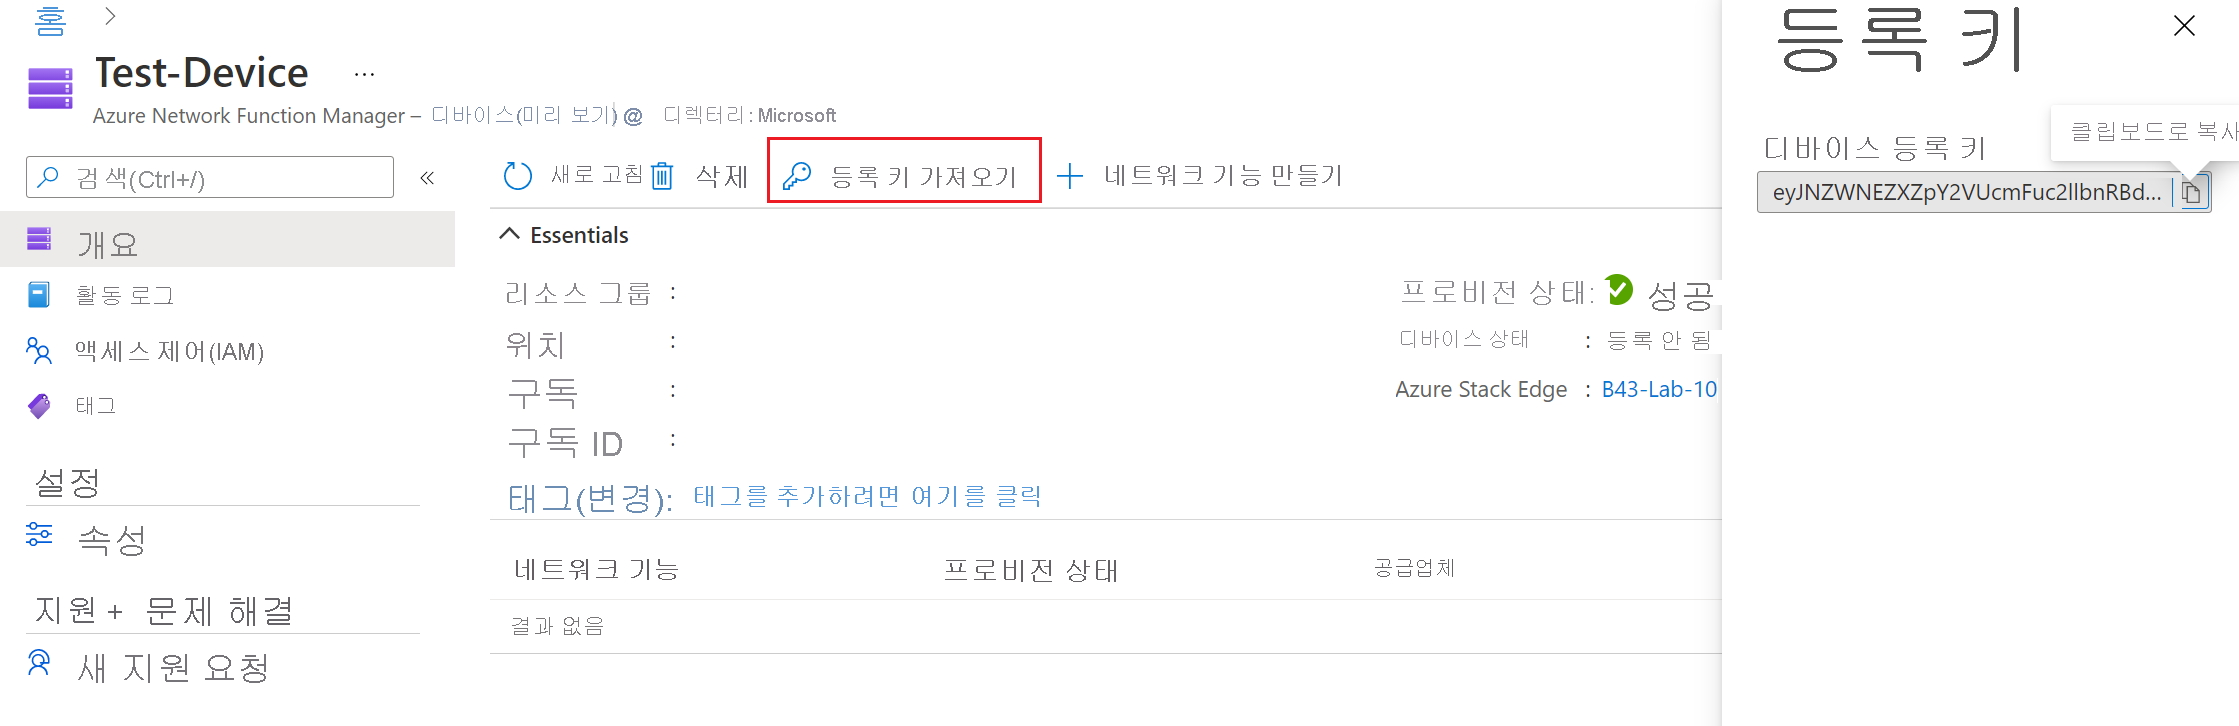 홈 >
Test-Device ...
Azure Network Function Manager – 디바이스(미리 보기) @ 디렉터리: Microsoft
검색(Ctrl+/) «
개요
활동 로그
액세스 제어(IAM)
태그
설정
속성
지원 + 문제 해결
새 지원 요청
새로 고침 삭제 등록 키 가져오기 네트워크 기능 만들기
Essentials
리소스 그룹 :
위치 :
구독 :
구독 ID :
태그(변경): 태그를 추가하려면 여기를 클릭
프로비전 상태: 성공
디바이스 상태 : 등록 안 됨
Azure Stack Edge : B43-Lab-10
네트워크 기능 프로비전 상태 공급업체
결과 없음
등록 키
클립보드로 복사
디바이스 등록 키
eyJNZWNEZXZpY2VUcmFuc2llbnRBd...